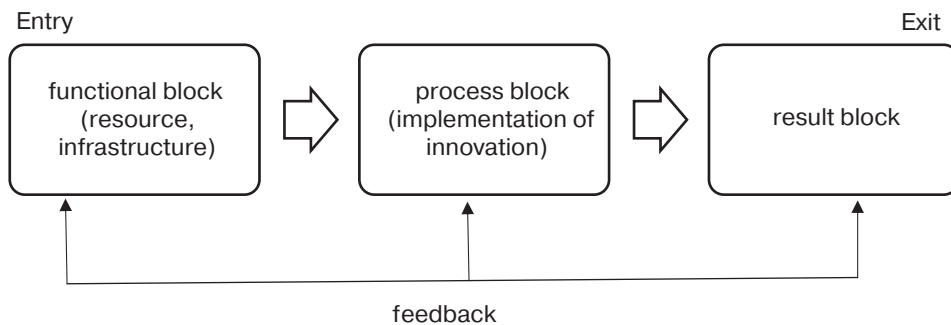 Entry
Exit
functional block
(resource,
infrastructure)
process block
(implementation of
innovation)
result block
feedback